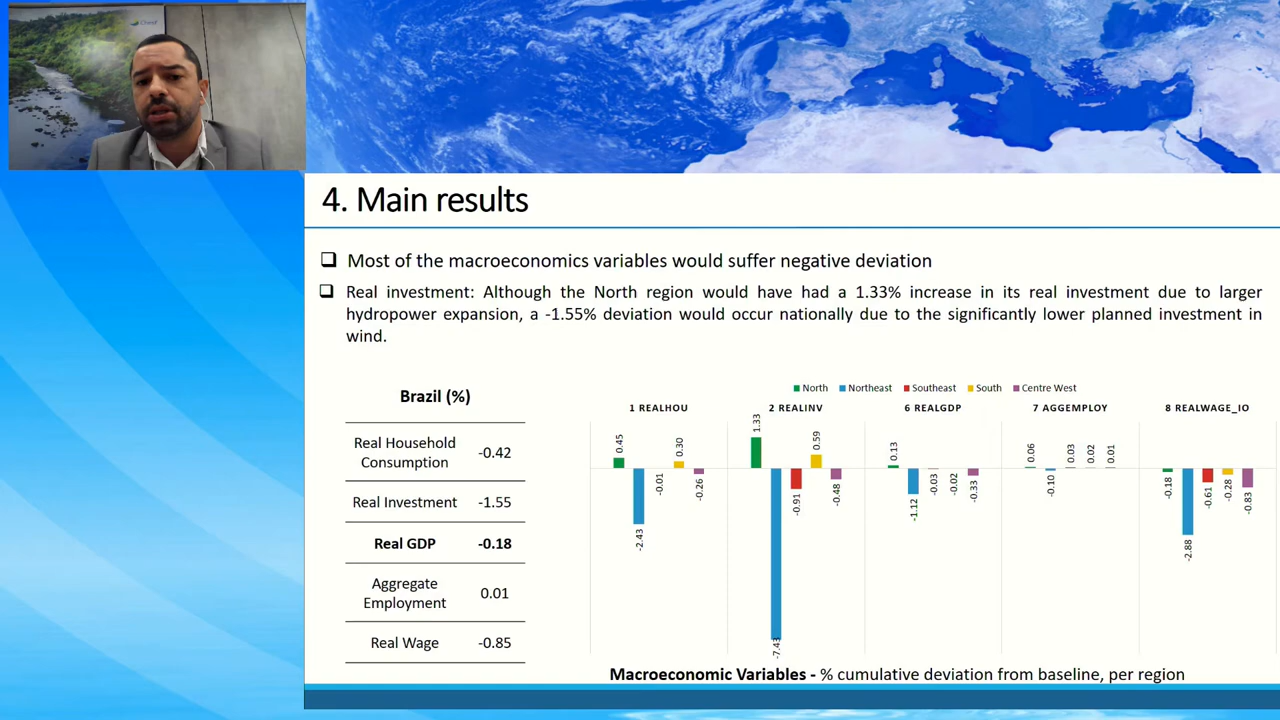 Chesf
4. Main results
❑ Most of the macroeconomics variables would suffer negative deviation
❑ Real investment: Although the North region would have had a 1.33% increase in its real investment due to larger
hydropower expansion, a -1.55% deviation would occur nationally due to the significantly lower planned investment in
wind.
Brazil (%)
Real Household
Consumption -0.42
Real Investment -1.55
Real GDP -0.18
Aggregate
Employment 0.01
Real Wage -0.85
North Northeast Southeast South Centre West
1 REALHOU 2 REALINV 6 REALGDP 7 AGGEMPLOY 8 REALWAGE_IO
0.45 -2.43 -0.01 0.30 -0.26
1.33 -7.43 -0.91 0.59 -0.48
0.13 -1.12 -0.03 -0.02 -0.33
0.06 -0.10 0.03 0.02 0.01
-0.18 -2.88 -0.61 -0.28 -0.83
Macroeconomic Variables - % cumulative deviation from baseline, per region